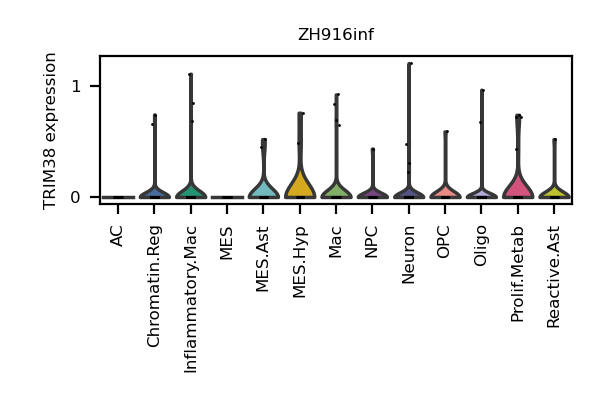 ZH916inf
TRIM38 expression
1
0
AC
Chromatin.Reg
Inflammatory.Mac
MES
MES.Ast
MES.Hyp
Mac
NPC
Neuron
OPC
Oligo
Prolif.Metab
Reactive.Ast